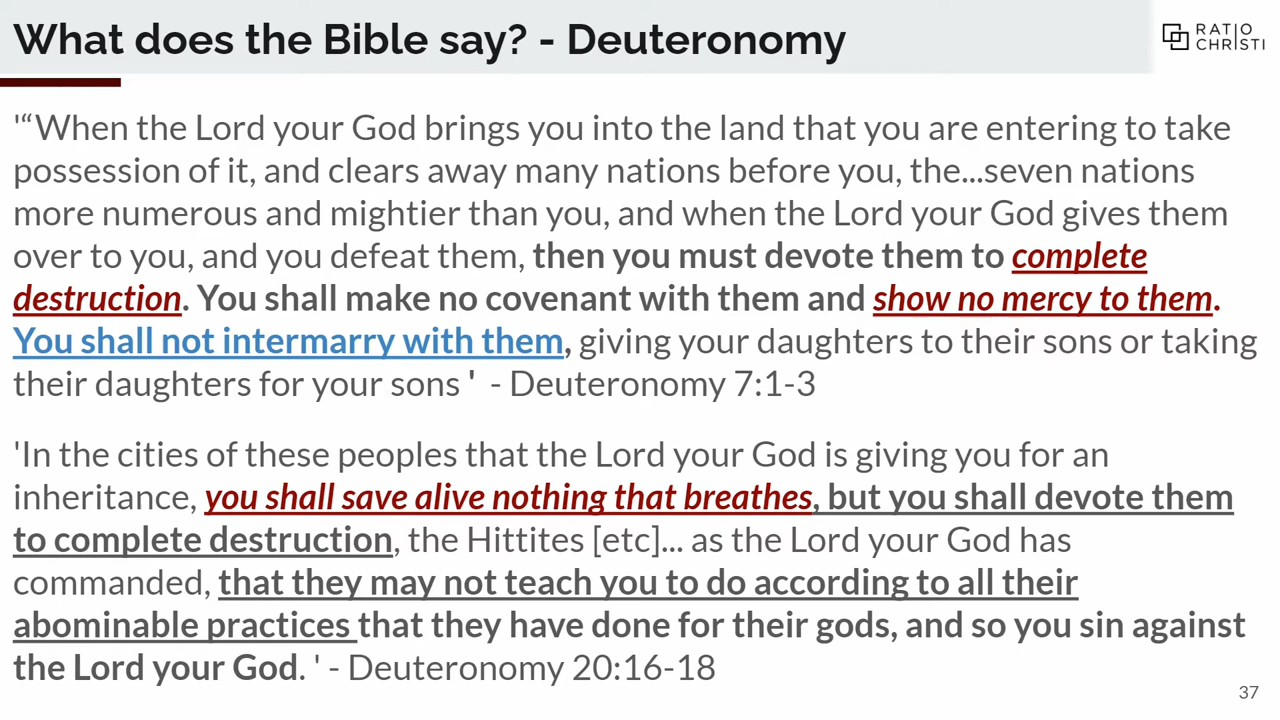 What does the Bible say? - Deuteronomy
RATIO
CHRISTI
'“When the Lord your God brings you into the land that you are entering to take
possession of it, and clears away many nations before you, the...seven nations
more numerous and mightier than you, and when the Lord your God gives them
over to you, and you defeat them, then you must devote them to complete
destruction. You shall make no covenant with them and show no mercy to them.
You shall not intermarry with them, giving your daughters to their sons or taking
their daughters for your sons ' - Deuteronomy 7:1-3
'In the cities of these peoples that the Lord your God is giving you for an
inheritance, you shall save alive nothing that breathes, but you shall devote them
to complete destruction, the Hittites [etc]... as the Lord your God has
commanded, that they may not teach you to do according to all their
abominable practices that they have done for their gods, and so you sin against
the Lord your God. ' - Deuteronomy 20:16-18
37